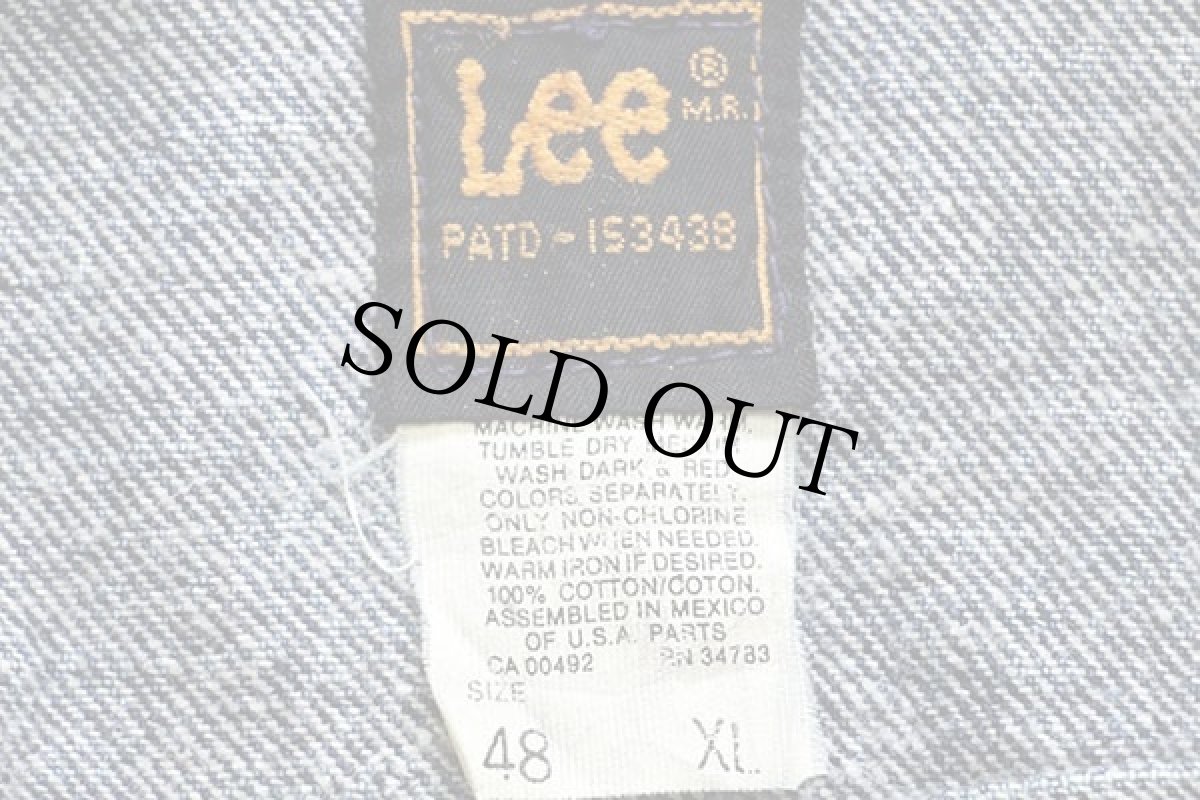 Lee ®
M.R.
PATD - 153438
SOLD OUT
MACHINE WASH WARM.
TUMBLE DRY
WASH DARK & RED
COLORS SEPARATELY.
ONLY NON-CHLORINE
BLEACH WHEN NEEDED.
WARM IRON IF DESIRED.
100% COTTON/COTON.
ASSEMBLED IN MEXICO
OF U.S.A. PARTS
CA 00492 RN 34783
SIZE
48 XL